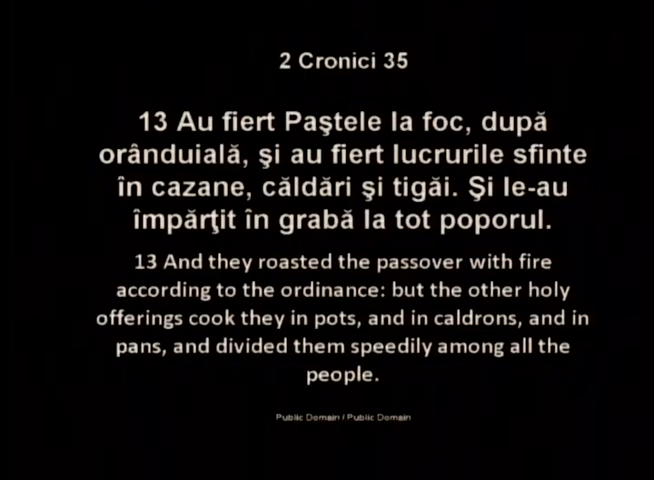 2 Cronici 35
13 Au fiert Paştele la foc, după
orânduială, şi au fiert lucrurile sfinte
în cazane, căldări şi tigăi. Şi le-au
împărţit în grabă la tot poporul.
13 And they roasted the passover with fire
according to the ordinance: but the other holy
offerings cook they in pots, and in caldrons, and in
pans, and divided them speedily among all the
people.
Public Domain / Public Domain